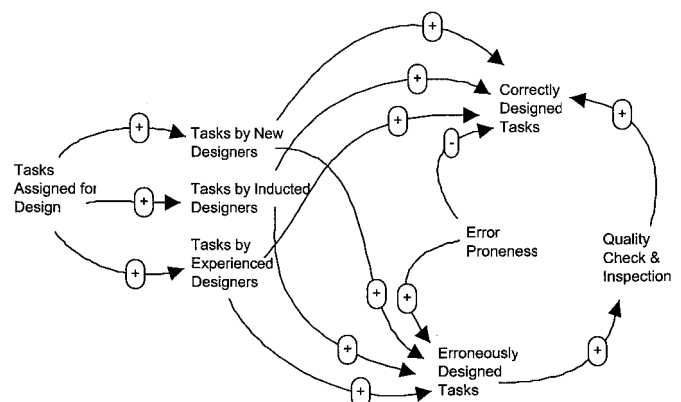 +
+
Correctly
Designed
Tasks
+
+
+
Tasks by New
Designers
-
Tasks
Assigned for
Design
+
Tasks by Inducted
Designers
Tasks by
Experienced
Designers
+
Error
Proneness
Quality
Check &
Inspection
+
+
+
+
Erroneously
Designed
Tasks
+
+